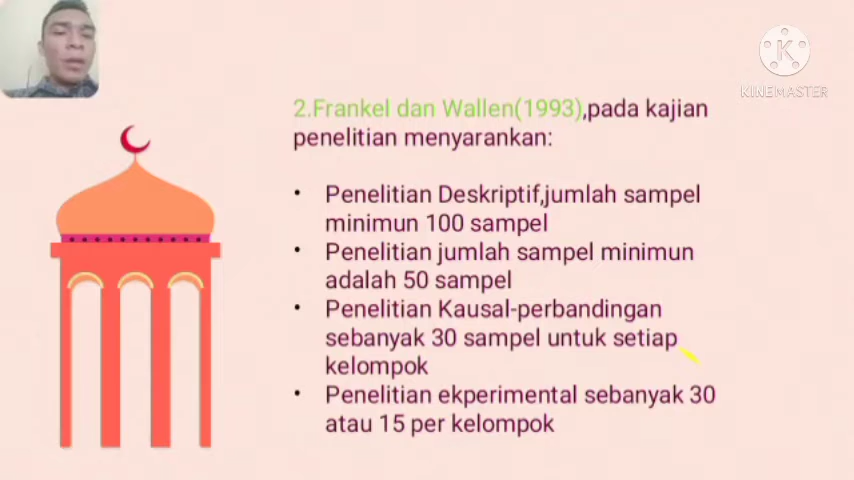 KINEMASTER
2.Frankel dan Wallen(1993),pada kajian
penelitian menyarankan:
• Penelitian Deskriptif,jumlah sampel
minimun 100 sampel
• Penelitian jumlah sampel minimun
adalah 50 sampel
• Penelitian Kausal-perbandingan
sebanyak 30 sampel untuk setiap
kelompok
• Penelitian ekperimental sebanyak 30
atau 15 per kelompok